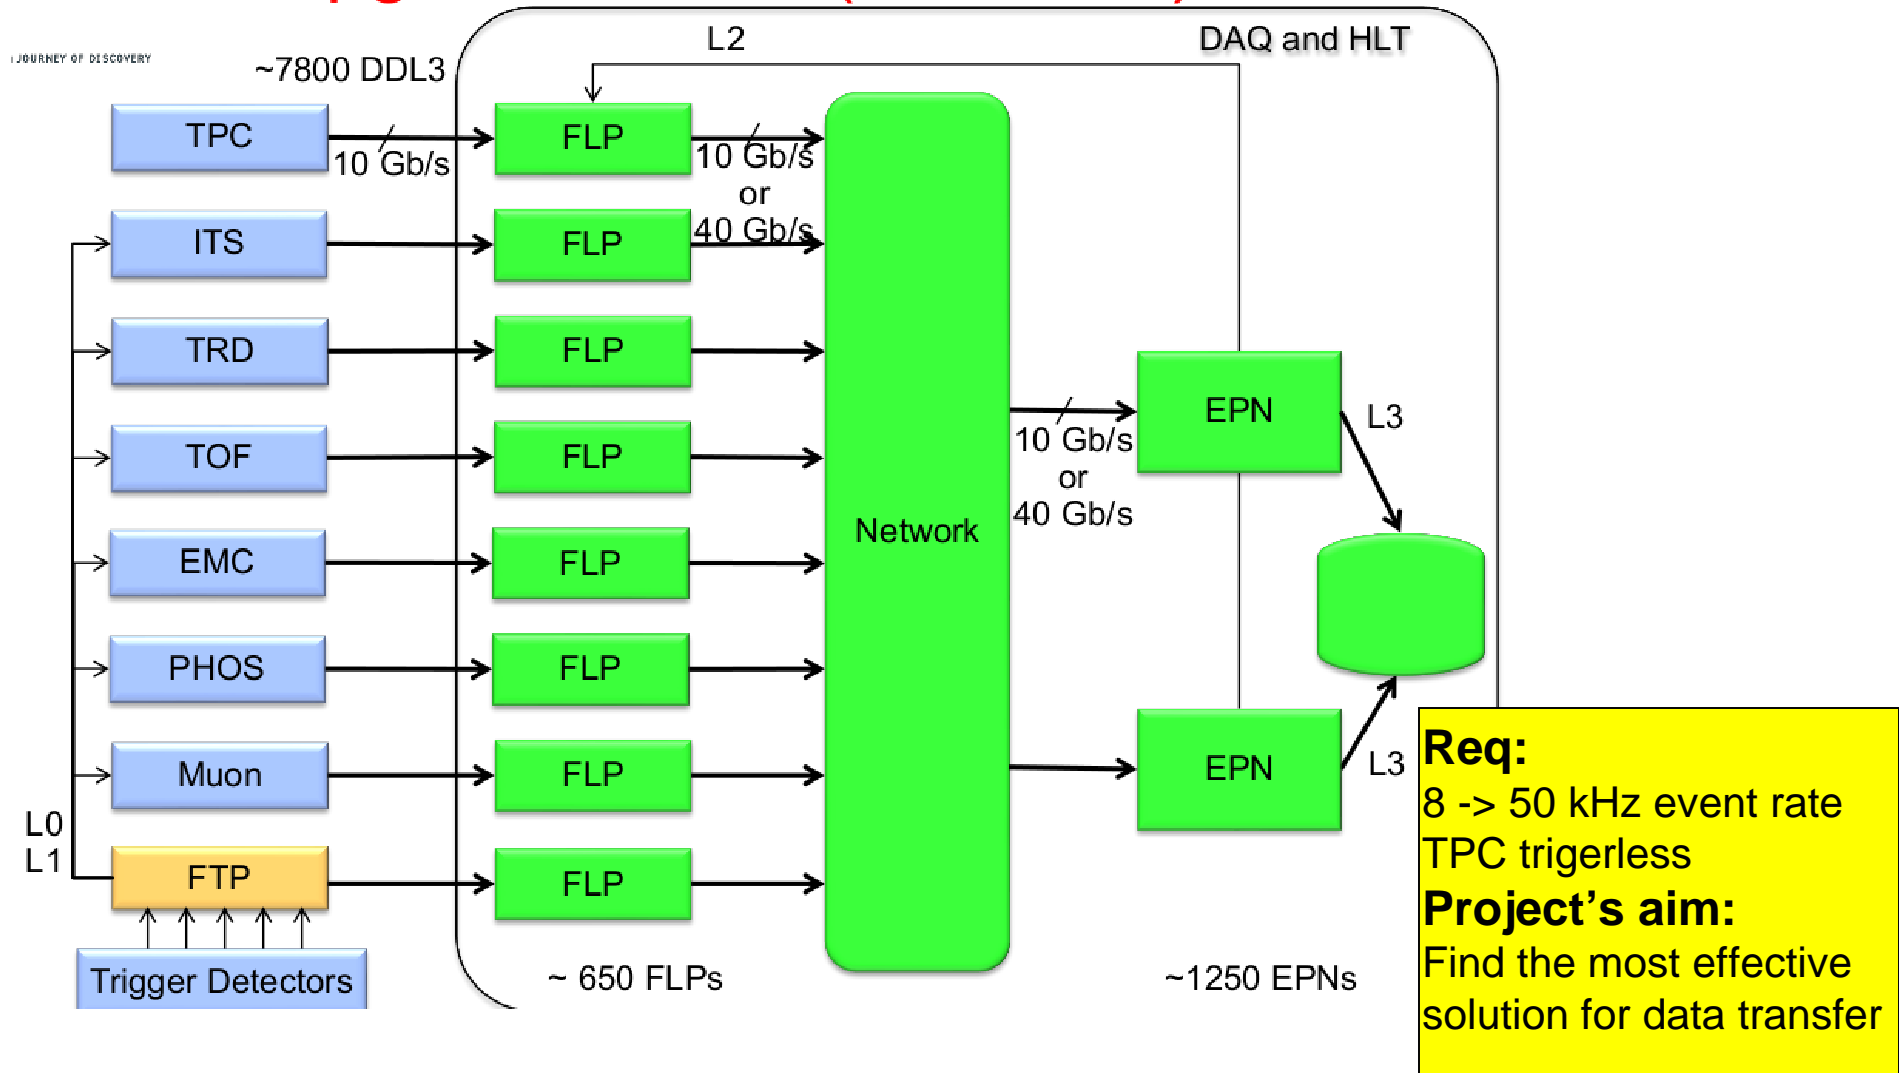 JOURNEY OF DISCOVERY
L2
DAQ and HLT
~7800 DDL3
TPC
10 Gb/s
FLP
10 Gb/s
or
40 Gb/s
ITS
FLP
TRD
FLP
TOF
FLP
EMC
FLP
PHOS
FLP
Muon
FLP
L0
L1
FTP
FLP
Trigger Detectors
~ 650 FLPs
Network
10 Gb/s
or
40 Gb/s
EPN
L3
EPN
L3
~1250 EPNs
Req:
8 -> 50 kHz event rate
TPC trigerless
Project’s aim:
Find the most effective
solution for data transfer